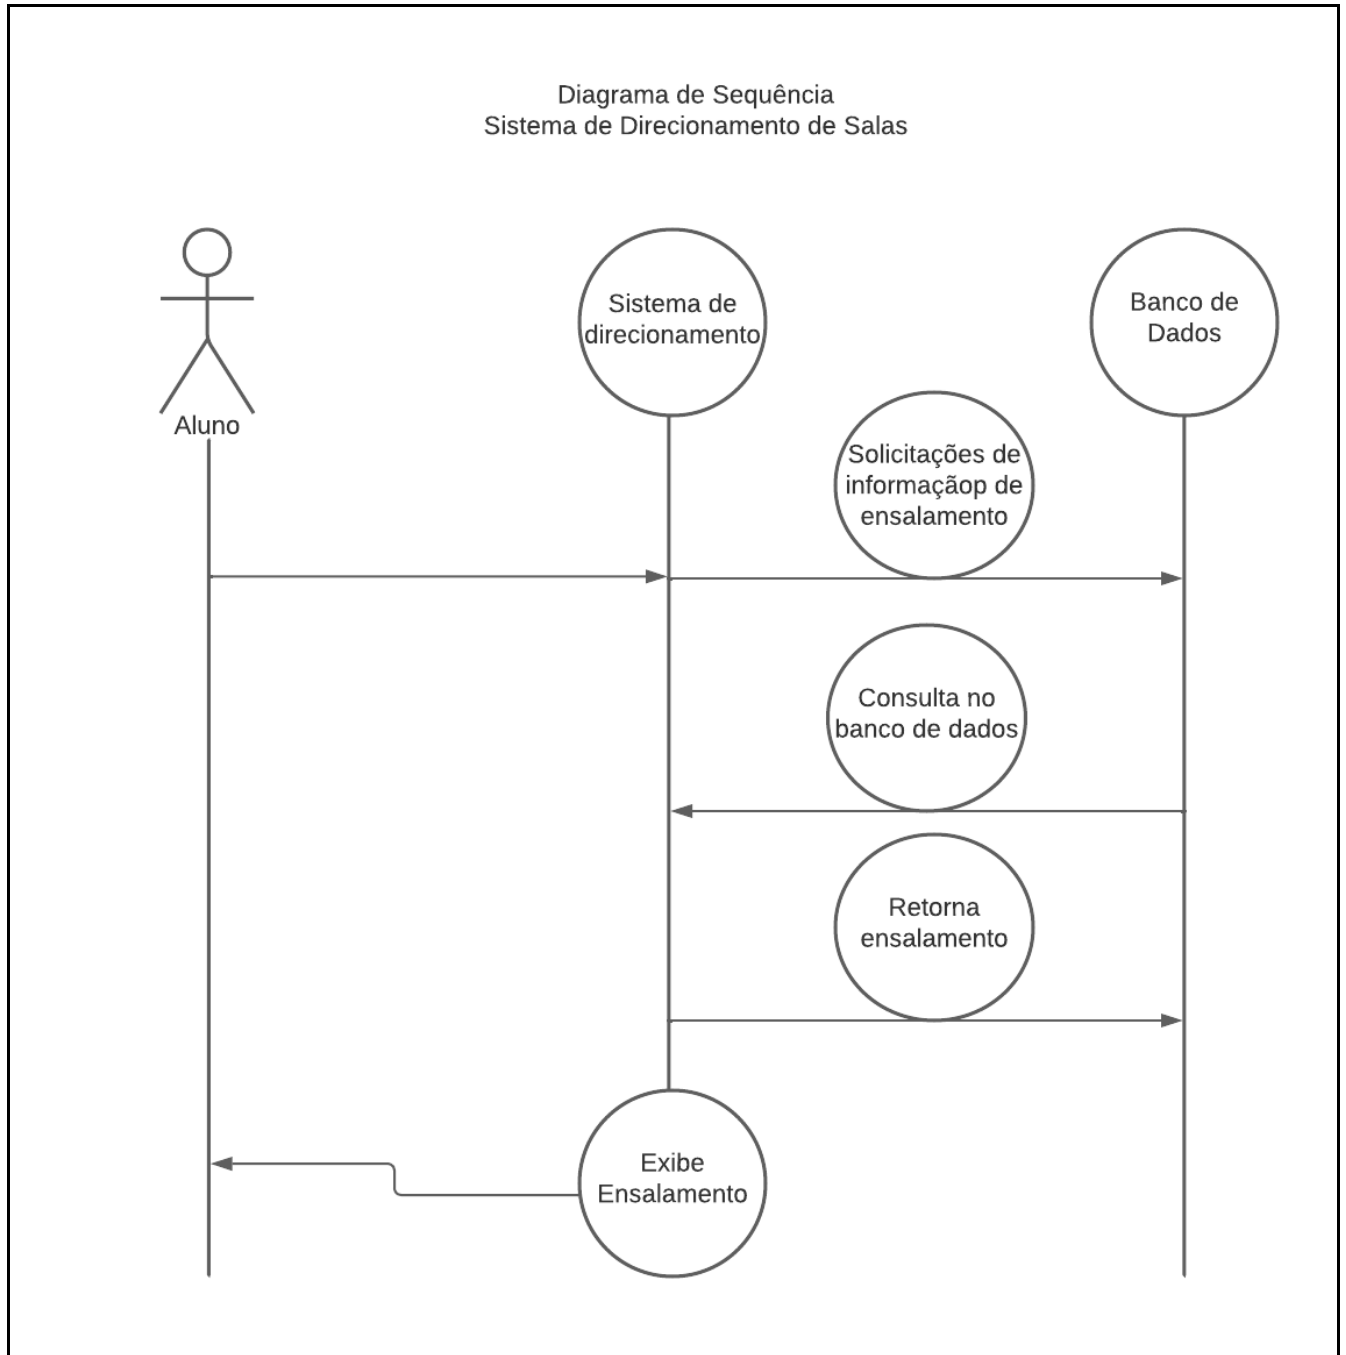 Diagrama de Sequência
Sistema de Direcionamento de Salas
Aluno
Sistema de
direcionamento
Banco de
Dados
Solicitações de
informaçãop de
ensalamento
Consulta no
banco de dados
Retorna
ensalamento
Exibe
Ensalamento